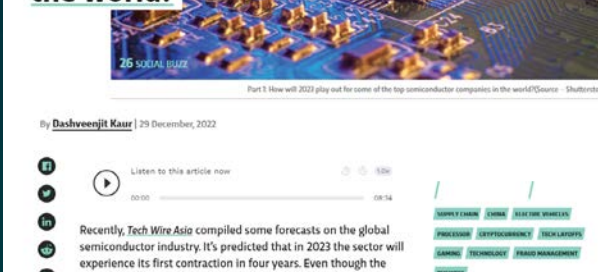 the world?
26 SOCIAL BUZZ
Part 1: How will 2023 play out for some of the top semiconductor companies in the world?(Source – Shutterstock
By Dashveenjit Kaur | 29 December, 2022
Listen to this article now
1.0x
00:00 08:34
Recently, Tech Wire Asia compiled some forecasts on the global
semiconductor industry. It's predicted that in 2023 the sector will
experience its first contraction in four years. Even though the
SUPPLY CHAIN CHINA ELECTRIC VEHICLES
PROCESSOR CRYPTOCURRENCY TECH LAYOFFS
GAMING TECHNOLOGY FRAUD MANAGEMENT